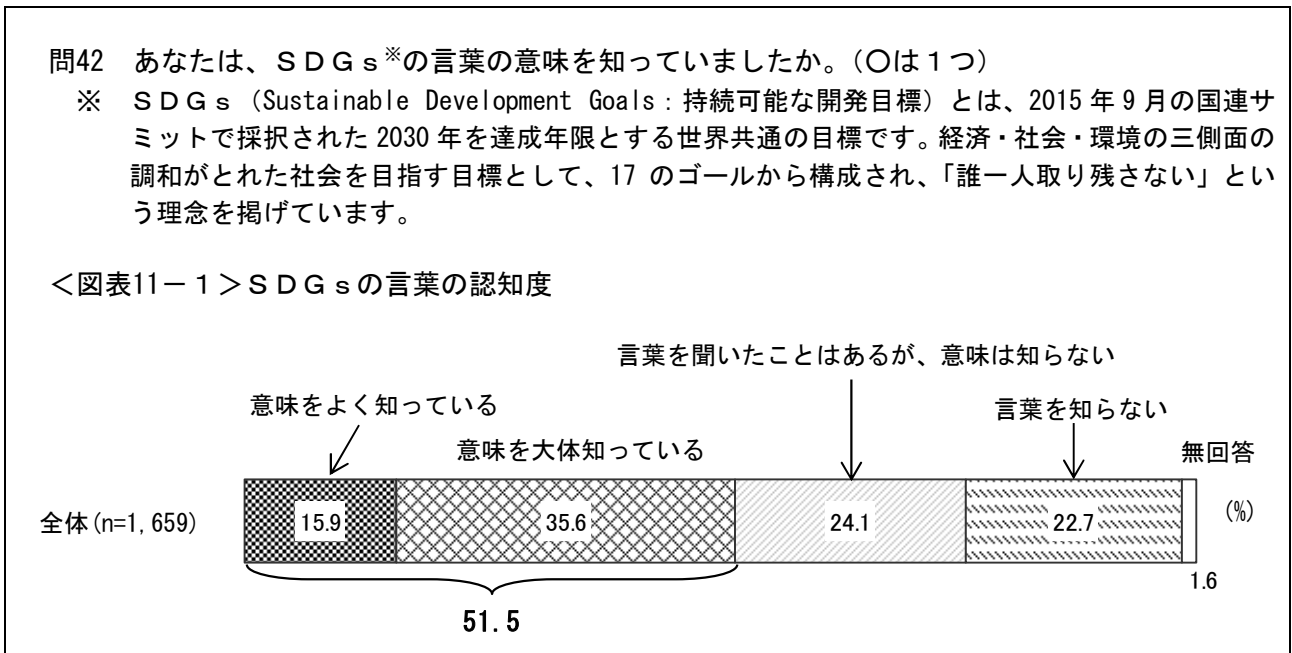 問42　あなたは、ＳＤＧｓ※の言葉の意味を知っていましたか。（○は１つ）
※　ＳＤＧｓ（Sustainable Development Goals：持続可能な開発目標）とは、2015年9月の国連サ
ミットで採択された2030年を達成年限とする世界共通の目標です。経済・社会・環境の三側面の
調和がとれた社会を目指す目標として、17 のゴールから構成され、「誰一人取り残さない」とい
う理念を掲げています。
＜図表11－１＞ＳＤＧｓの言葉の認知度
言葉を聞いたことはあるが、意味は知らない
意味をよく知っている
言葉を知らない
意味を大体知っている
無回答
全体(n=1,659)
15.9
35.6
24.1
22.7
(%)
1.6
51.5